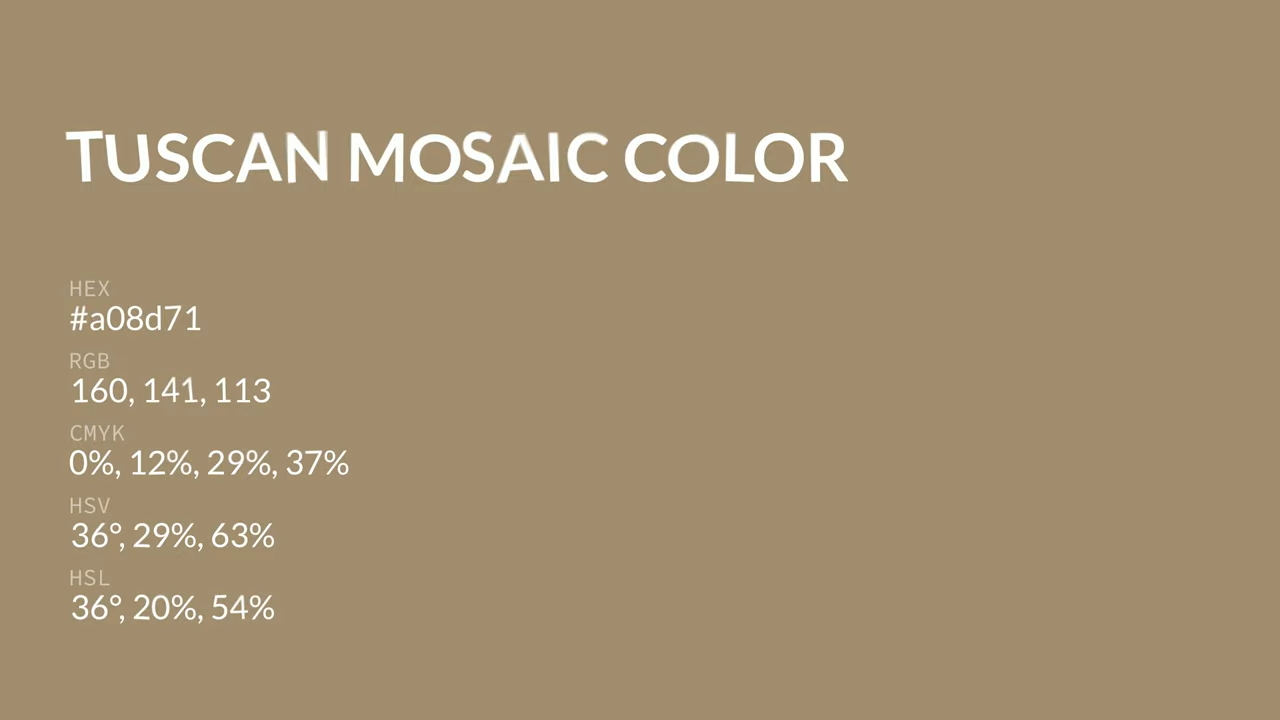 TUSCAN MOSAIC COLOR
HEX
#a08d71
RGB
160, 141, 113
CMYK
0%, 12%, 29%, 37%
HSV
36°, 29%, 63%
HSL
36°, 20%, 54%